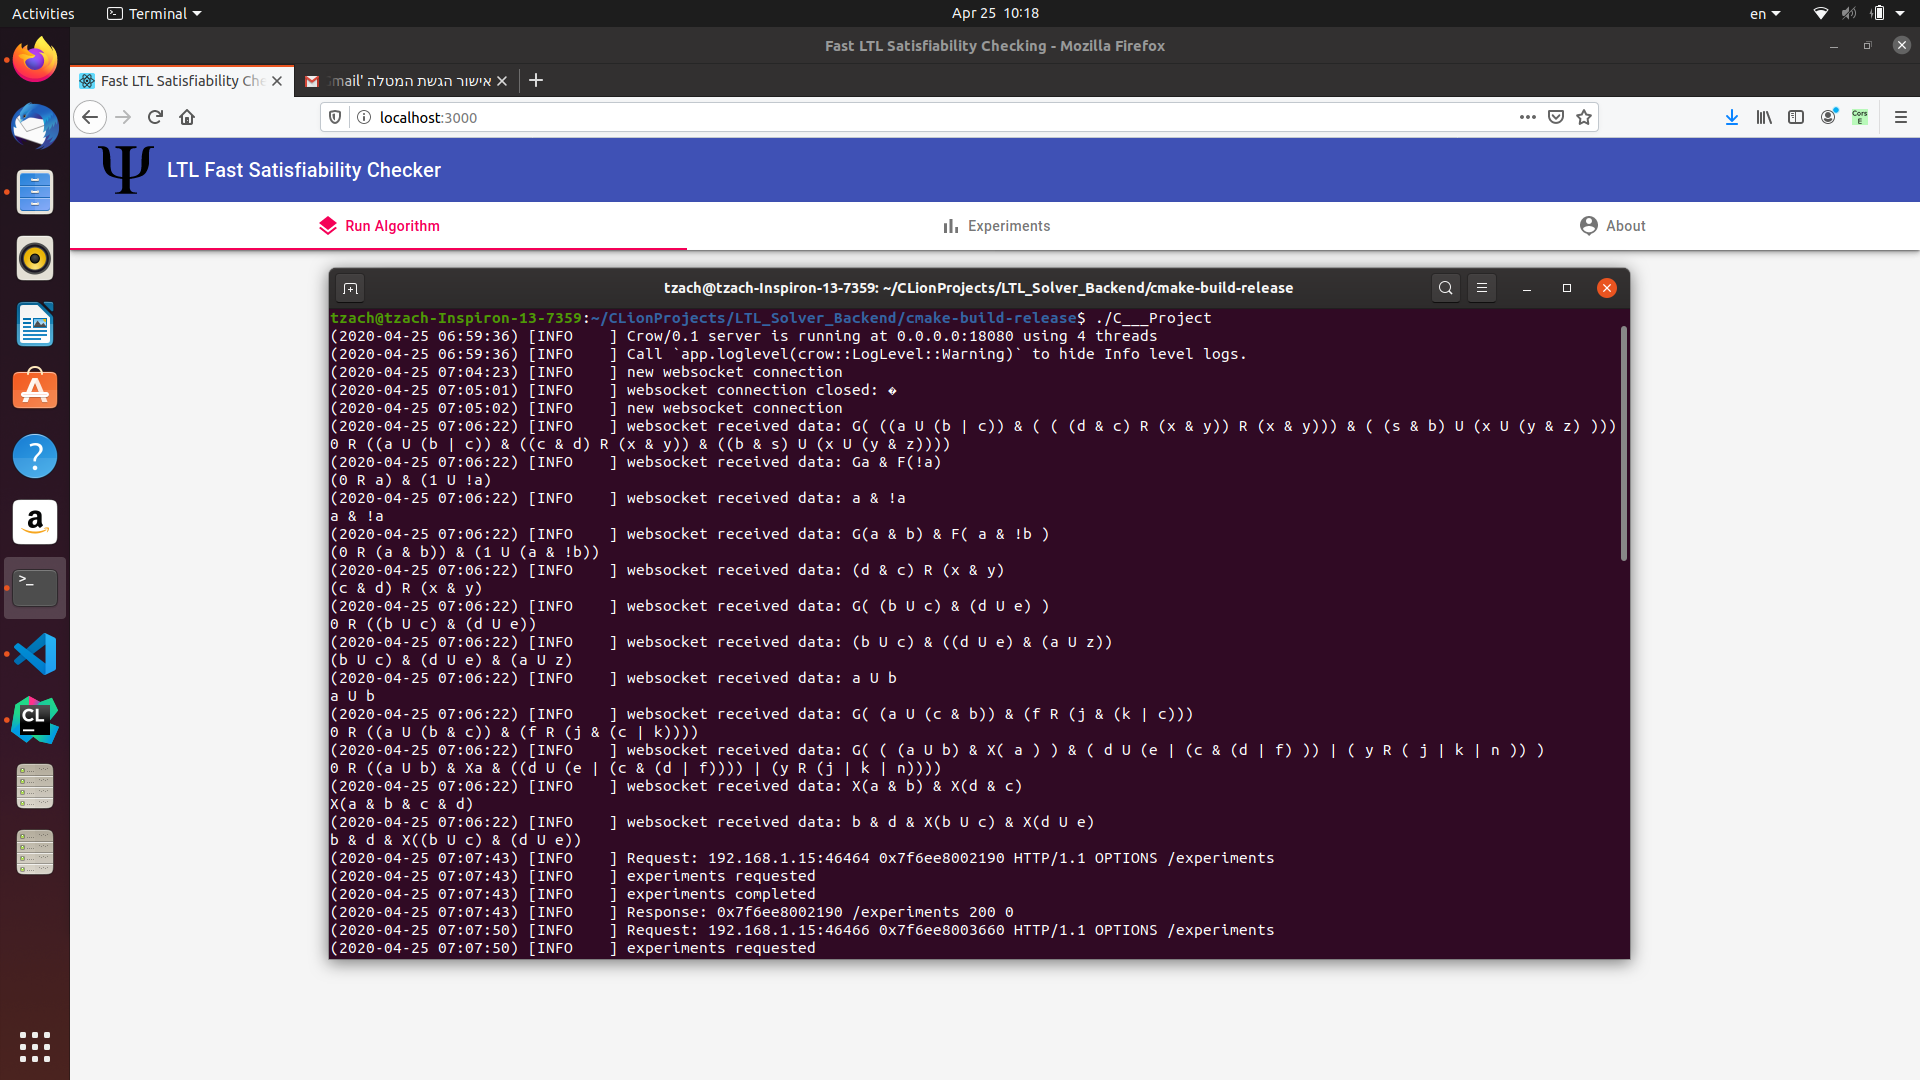 Activities
Terminal
Apr 25 10:18
en
Fast LTL Satisfiability Checking - Mozilla Firefox
Fast LTL Satisfiability Che
אישור הגשת המטלה 'Gmail
localhost:3000
Cors
E
Ψ LTL Fast Satisfiability Checker
Run Algorithm
Experiments
About
tzach@tzach-Inspiron-13-7359: ~/CLionProjects/LTL_Solver_Backend/cmake-build-release
tzach@tzach-Inspiron-13-7359:~/CLionProjects/LTL_Solver_Backend/cmake-build-release$ ./C___Project
(2020-04-25 06:59:36) [INFO    ] Crow/0.1 server is running at 0.0.0.0:18080 using 4 threads
(2020-04-25 06:59:36) [INFO    ] Call `app.loglevel(crow::LogLevel::Warning)` to hide Info level logs.
(2020-04-25 07:04:23) [INFO    ] new websocket connection
(2020-04-25 07:05:01) [INFO    ] websocket connection closed: �
(2020-04-25 07:05:02) [INFO    ] new websocket connection
(2020-04-25 07:06:22) [INFO    ] websocket received data: G( ((a U (b | c)) & ( ( (d & c) R (x & y)) R (x & y))) & ( (s & b) U (x U (y & z) )))
0 R ((a U (b | c)) & ((c & d) R (x & y)) & ((b & s) U (x U (y & z))))
(2020-04-25 07:06:22) [INFO    ] websocket received data: Ga & F(!a)
(0 R a) & (1 U !a)
(2020-04-25 07:06:22) [INFO    ] websocket received data: a & !a
a & !a
(2020-04-25 07:06:22) [INFO    ] websocket received data: G(a & b) & F( a & !b )
(0 R (a & b)) & (1 U (a & !b))
(2020-04-25 07:06:22) [INFO    ] websocket received data: (d & c) R (x & y)
(c & d) R (x & y)
(2020-04-25 07:06:22) [INFO    ] websocket received data: G( (b U c) & (d U e) )
0 R ((b U c) & (d U e))
(2020-04-25 07:06:22) [INFO    ] websocket received data: (b U c) & ((d U e) & (a U z))
(b U c) & (d U e) & (a U z)
(2020-04-25 07:06:22) [INFO    ] websocket received data: a U b
a U b
(2020-04-25 07:06:22) [INFO    ] websocket received data: G( (a U (c & b)) & (f R (j & (k | c)))
0 R ((a U (b & c)) & (f R (j & (c | k))))
(2020-04-25 07:06:22) [INFO    ] websocket received data: G( ( (a U b) & X( a ) ) & ( d U (e | (c & (d | f) )) | ( y R ( j | k | n )) )
0 R ((a U b) & Xa & ((d U (e | (c & (d | f)))) | (y R (j | k | n))))
(2020-04-25 07:06:22) [INFO    ] websocket received data: X(a & b) & X(d & c)
X(a & b & c & d)
(2020-04-25 07:06:22) [INFO    ] websocket received data: b & d & X(b U c) & X(d U e)
b & d & X((b U c) & (d U e))
(2020-04-25 07:07:43) [INFO    ] Request: 192.168.1.15:46464 0x7f6ee8002190 HTTP/1.1 OPTIONS /experiments
(2020-04-25 07:07:43) [INFO    ] experiments requested
(2020-04-25 07:07:43) [INFO    ] experiments completed
(2020-04-25 07:07:43) [INFO    ] Response: 0x7f6ee8002190 /experiments 200 0
(2020-04-25 07:07:50) [INFO    ] Request: 192.168.1.15:46466 0x7f6ee8003660 HTTP/1.1 OPTIONS /experiments
(2020-04-25 07:07:50) [INFO    ] experiments requested